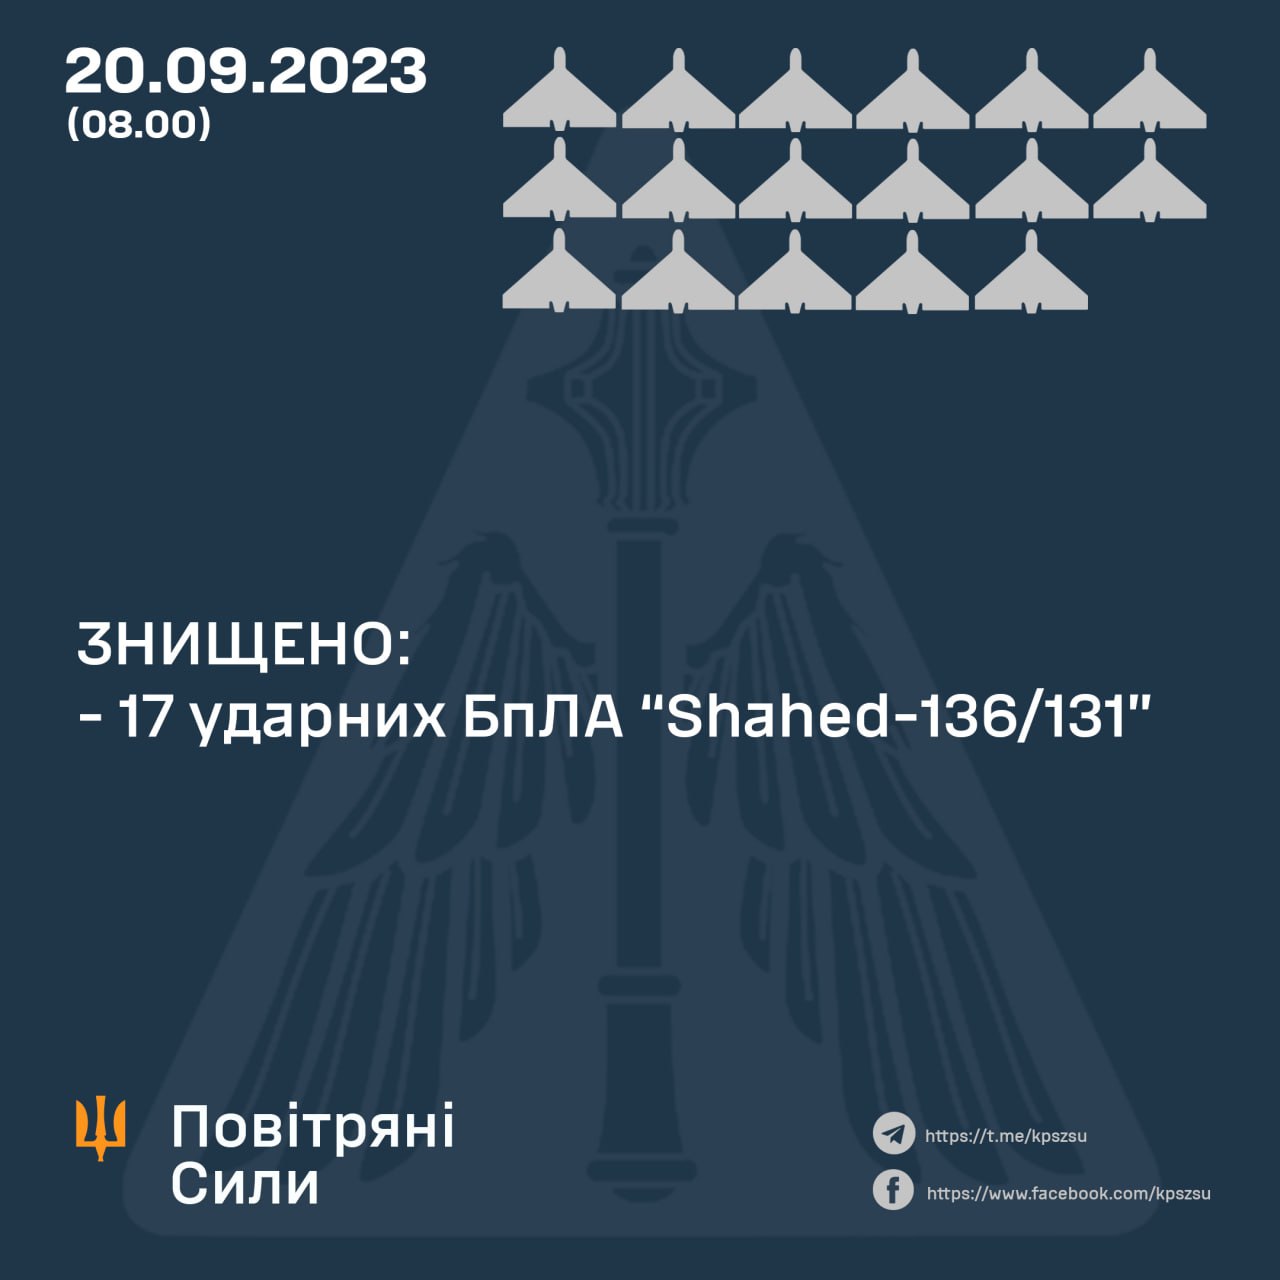 20.09.2023
(08.00)
ЗНИЩЕНО:
- 17 ударних БпЛА “Shahed-136/131”
Повітряні
Сили
https://t.me/kpszsu
https://www.facebook.com/kpszsu